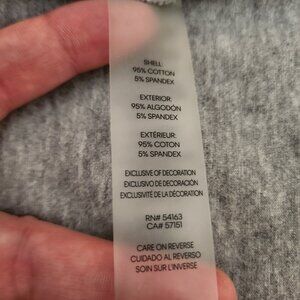 SHELL:
95% COTTON
5% SPANDEX
EXTERIOR:
95% ALGODÓN
5% SPANDEX
EXTÉRIEUR:
95% COTON
5% SPANDEX
EXCLUSIVE OF DECORATION
EXCLUSIVO DE DECORACIÓN
EXCLUSIVITÉ DE LA DÉCORATION
RN# 54163
CA# 57151
CARE ON REVERSE
CUIDADO AL REVERSO
SOIN SUR L'INVERSE